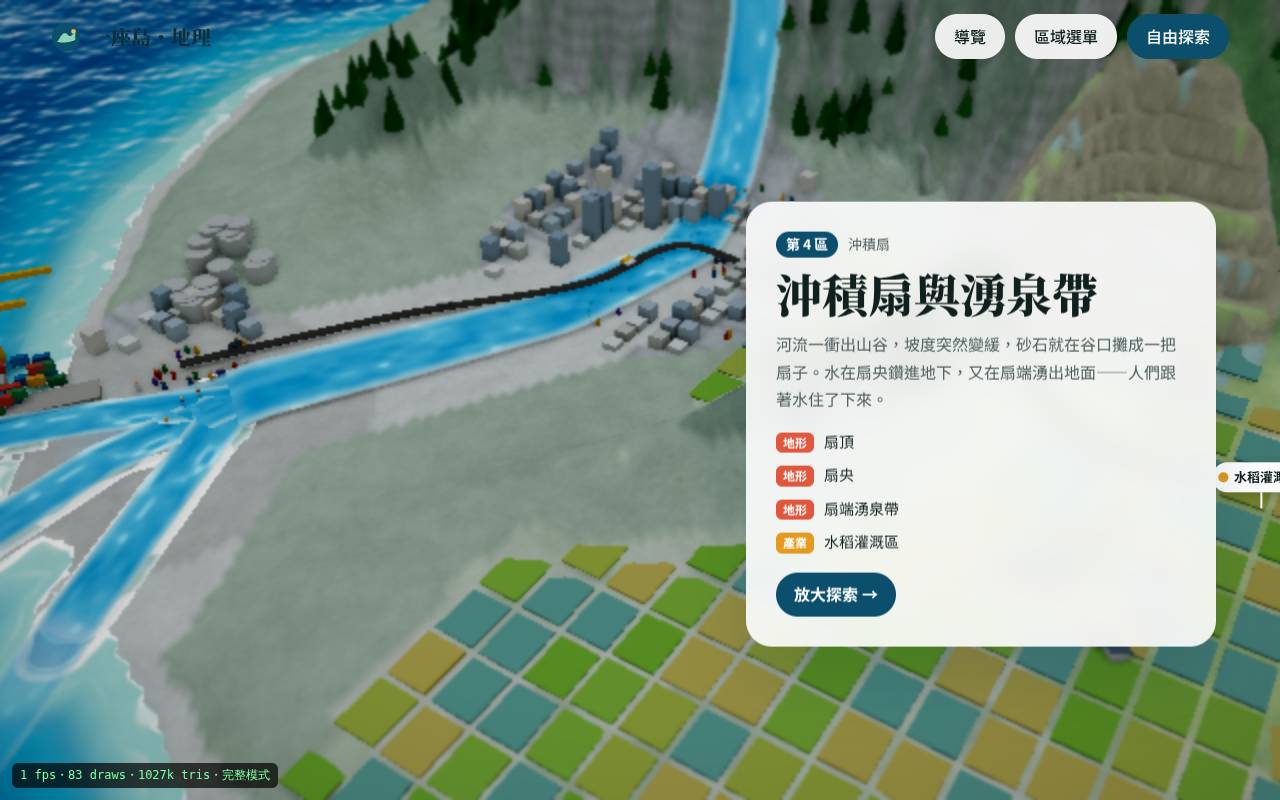 一座島・地理
導覽
區域選單
自由探索
第 4 區 沖積扇
沖積扇與湧泉帶
河流一衝出山谷，坡度突然變緩，砂石就在谷口攤成一把
扇子。水在扇央鑽進地下，又在扇端湧出地面——人們跟
著水住了下來。
地形 扇頂
地形 扇央
地形 扇端湧泉帶
產業 水稻灌溉區
放大探索 →
水稻灌溉
1 fps · 83 draws · 1027k tris · 完整模式